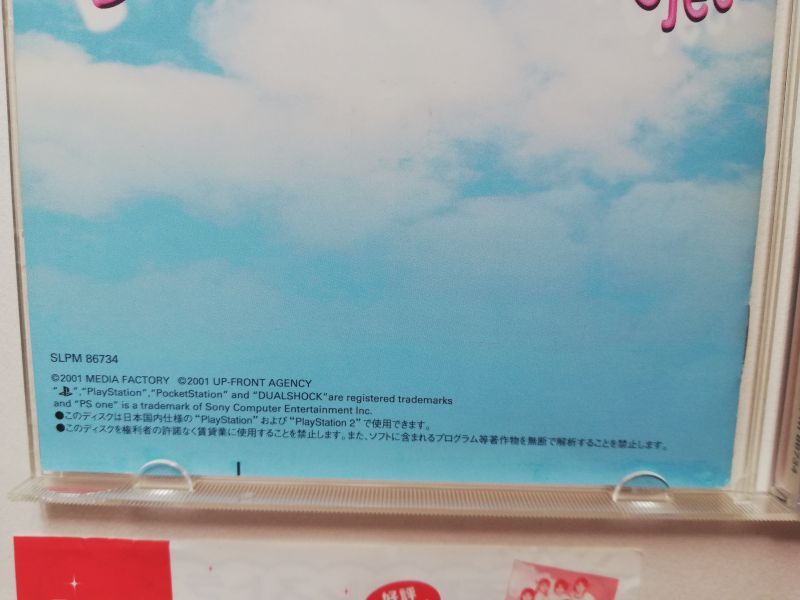 SLPM 86734
©2001 MEDIA FACTORY ©2001 UP-FRONT AGENCY
“ ”,“PlayStation”,“PocketStation” and “DUALSHOCK”are registered trademarks
and “PS one” is a trademark of Sony Computer Entertainment Inc.
●このディスクは日本国内仕様の“PlayStation”および“PlayStation 2”で使用できます。
●このディスクを権利者の許諾なく賃貸業に使用することを禁止します。また、ソフトに含まれるプログラム等著作物を無断で解析することを禁止します。
好評